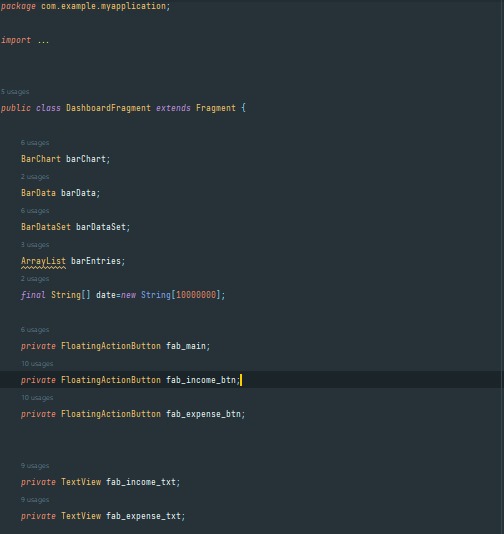 package com.example.myapplication;
import ...
5 usages
public class DashboardFragment extends Fragment {
6 usages
BarChart barChart;
2 usages
BarData barData;
6 usages
BarDataSet barDataSet;
3 usages
ArrayList barEntries;
2 usages
final String[] date=new String[10000000];
6 usages
private FloatingActionButton fab_main;
10 usages
private FloatingActionButton fab_income_btn;
10 usages
private FloatingActionButton fab_expense_btn;
9 usages
private TextView fab_income_txt;
9 usages
private TextView fab_expense_txt;